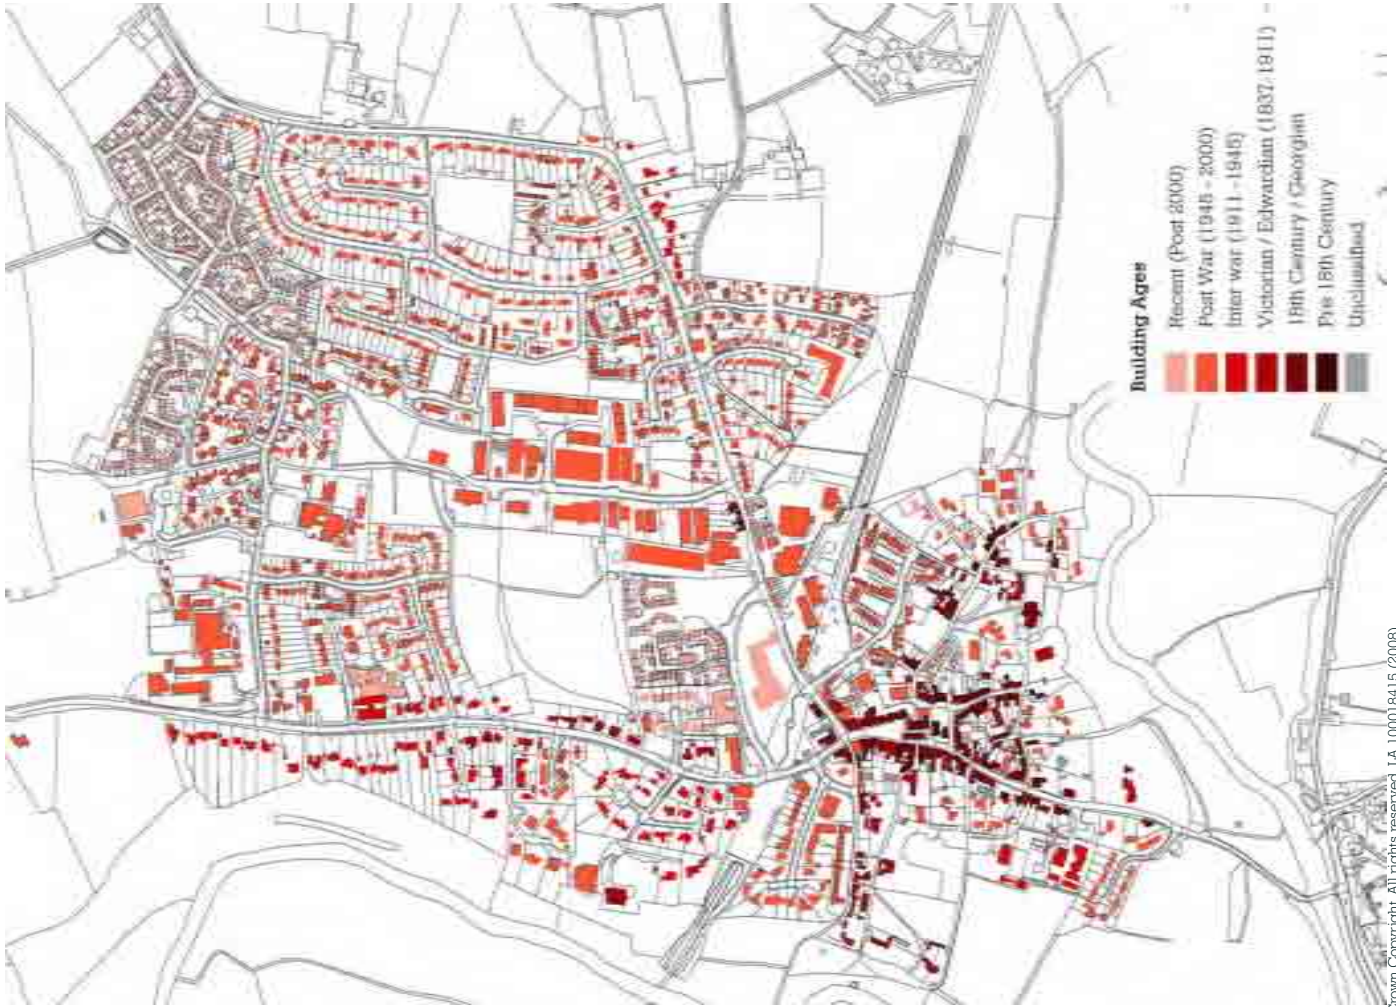 Building Ages
Recent (Post 2000)
Post War (1945 - 2000)
Inter war (1911 - 1945)
Victorian / Edwardian (1837-1911)
18th Century / Georgian
Pre 18th Century
Unclassified
rown Copyright. All rights reserved. LA 100018415 (2008)